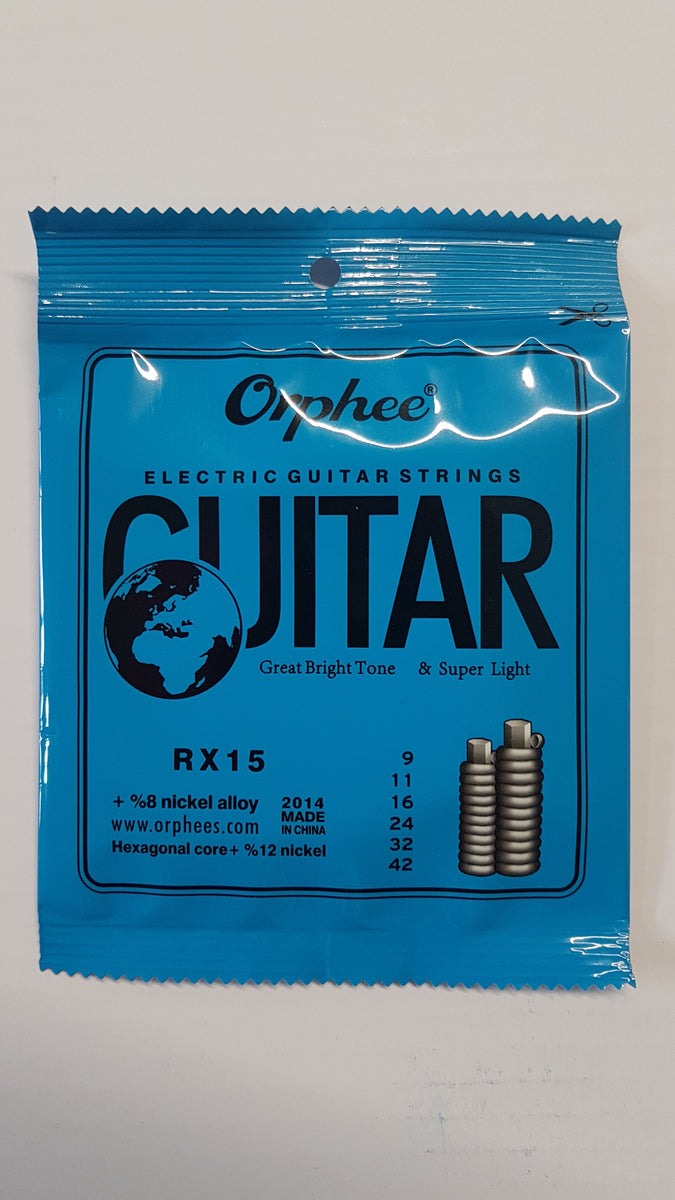 Orphee®
ELECTRIC GUITAR STRINGS
GUITAR
Great Bright Tone & Super Light
RX15
+ %8 nickel alloy
www.orphees.com
Hexagonal core+ %12 nickel
2014
MADE
IN CHINA
9
11
16
24
32
42